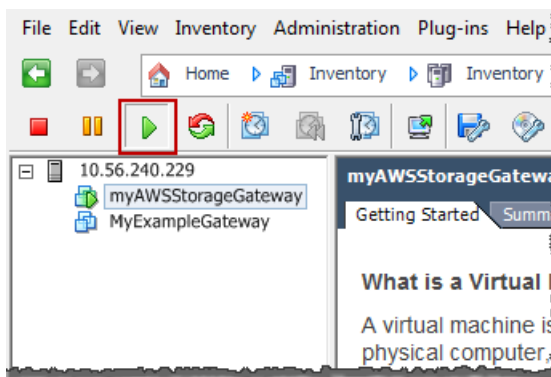 File Edit View Inventory Administration Plug-ins Help
Home Inventory Inventory
10.56.240.229
myAWSStorageGateway
MyExampleGateway
myAWSStorageGatewa
Getting Started Summ
What is a Virtual
A virtual machine is
physical computer,